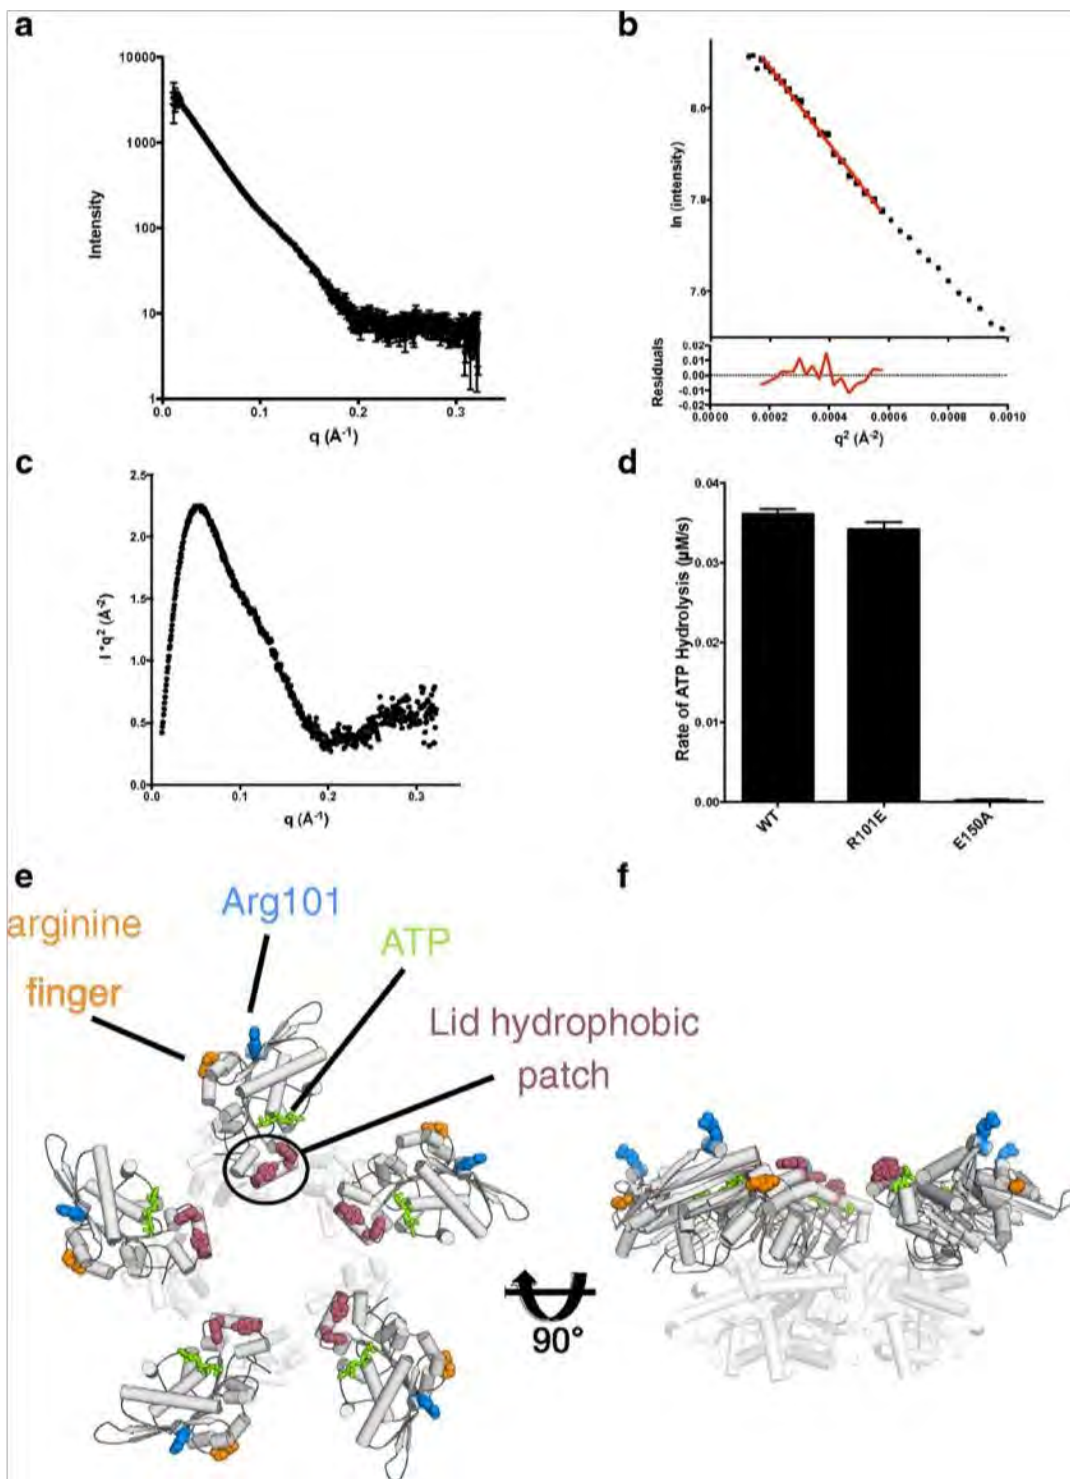 a
10000
1000
100
10
1
Intensity
0.0 0.1 0.2 0.3
q (Å-1)
b
8.0
7.8
7.6
ln (intensity)
0.02
0.01
0.00
-0.01
-0.02
Residuals
0.0000 0.0002 0.0004 0.0006 0.0008 0.0010
q2 (Å-2)
c
2.5
2.0
1.5
1.0
0.5
0.0
I*q2 (Å-2)
0.0 0.1 0.2 0.3
q (Å-1)
d
0.04
0.03
0.02
0.01
0.00
Rate of ATP Hydrolysis (µM/s)
WT R101E E150A
e
arginine
finger
Arg101
ATP
Lid hydrophobic
patch
f
90°